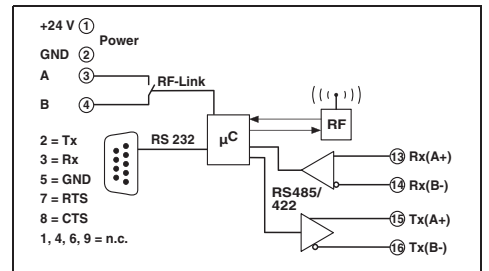 +24 V 1
Power
GND 2
A 3
RF-Link
B 4
((( )))
RF
µC
RS 232
2 = Tx
3 = Rx
5 = GND
7 = RTS
8 = CTS
1, 4, 6, 9 = n.c.
13 Rx(A+)
14 Rx(B-)
RS485/
422
15 Tx(A+)
16 Tx(B-)